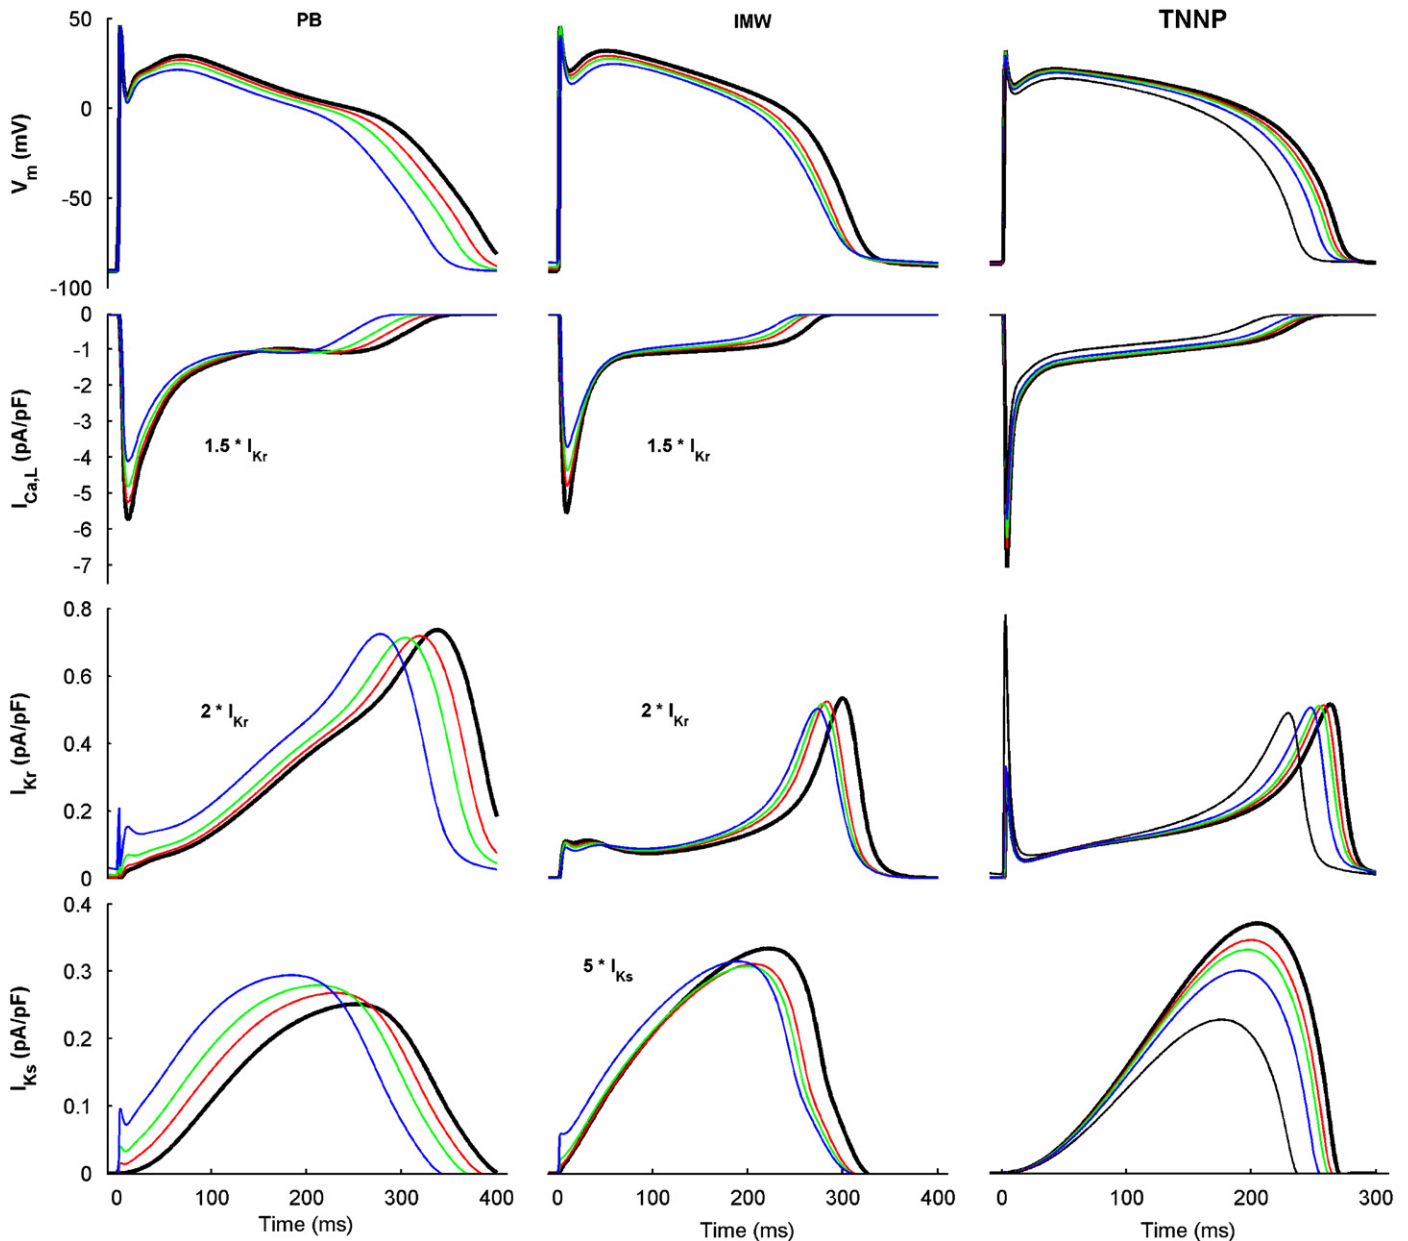 PB
IMW
TNNP
V_m (mV)
50
0
-50
-100
I_Ca,L (pA/pF)
0
-1
-2
-3
-4
-5
-6
-7
1.5 * I_Kr
1.5 * I_Kr
I_Kr (pA/pF)
0.8
0.6
0.4
0.2
0
2 * I_Kr
2 * I_Kr
I_Ks (pA/pF)
0.4
0.3
0.2
0.1
0
5 * I_Ks
0 100 200 300 400
0 100 200 300 400
0 100 200 300
Time (ms)
Time (ms)
Time (ms)